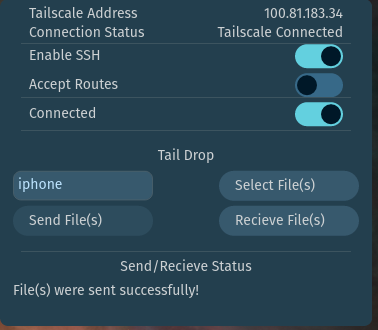 Tailscale Address 100.81.183.34
Connection Status Tailscale Connected
Enable SSH
Accept Routes
Connected
Tail Drop
iphone Select File(s)
Send File(s) Recieve File(s)
Send/Recieve Status
File(s) were sent successfully!